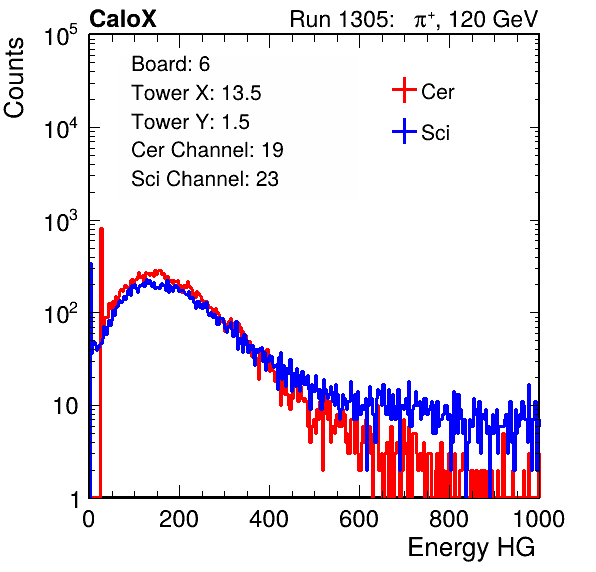 CaloX Run 1305: π⁺, 120 GeV
Board: 6
Tower X: 13.5
Tower Y: 1.5
Cer Channel: 19
Sci Channel: 23
Cer
Sci
Counts
10⁵
10⁴
10³
10²
10
1
0 200 400 600 800 1000
Energy HG